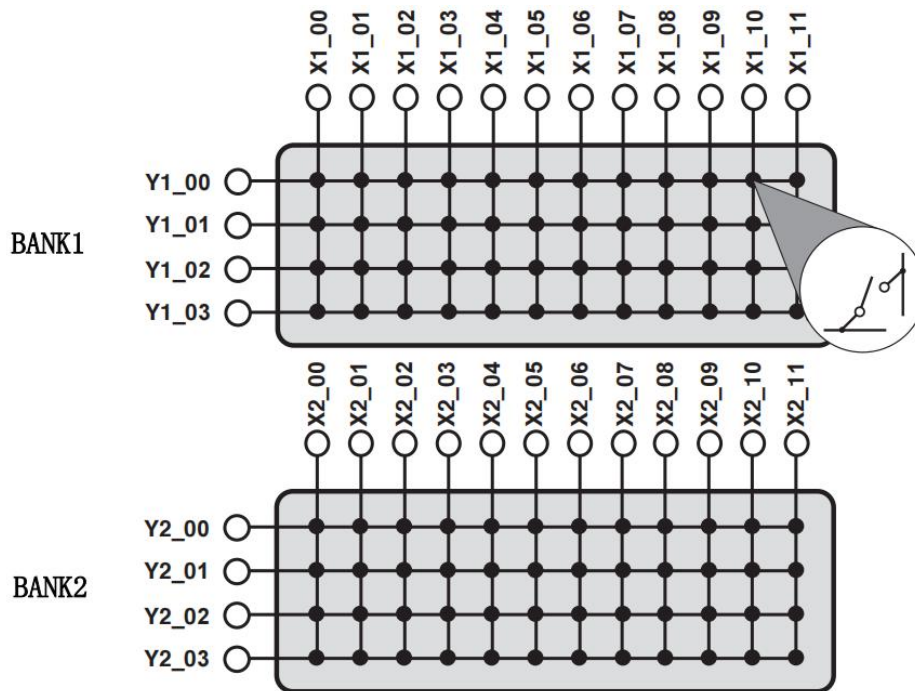 X1_00 X1_01 X1_02 X1_03 X1_04 X1_05 X1_06 X1_07 X1_08 X1_09 X1_10 X1_11
Y1_00
Y1_01
BANK1
Y1_02
Y1_03
X2_00 X2_01 X2_02 X2_03 X2_04 X2_05 X2_06 X2_07 X2_08 X2_09 X2_10 X2_11
Y2_00
Y2_01
BANK2
Y2_02
Y2_03